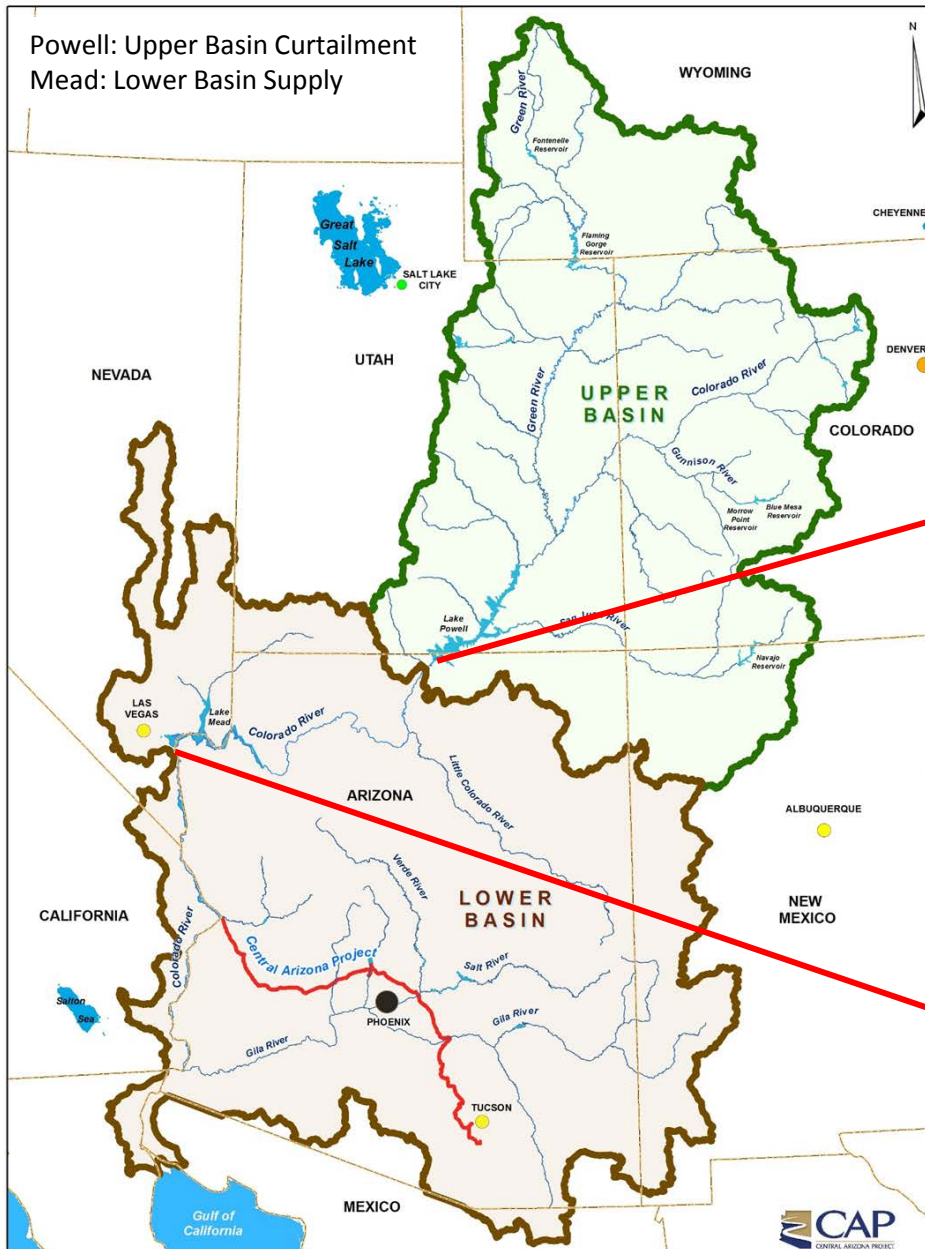 Powell: Upper Basin Curtailment
Mead: Lower Basin Supply
N
WYOMING
Green River
Fontenelle
Reservoir
CHEYENNE
Flaming
Gorge
Reservoir
Great
Salt
Lake
SALT LAKE
CITY
UTAH
NEVADA
DENVER
Colorado River
Green River
UPPER
BASIN
COLORADO
Gunnison River
Morrow
Point
Reservoir
Blue Mesa
Reservoir
Lake
Powell
San Juan River
Navajo
Reservoir
LAS
VEGAS
Lake
Mead
Colorado River
Little Colorado River
ARIZONA
ALBUQUERQUE
Verde River
LOWER
BASIN
NEW
MEXICO
CALIFORNIA
Colorado River
Central Arizona Project
Salt River
Salton
Sea
PHOENIX
Gila River
Gila River
TUCSON
MEXICO
Gulf of
California
CAP
CENTRAL ARIZONA PROJECT